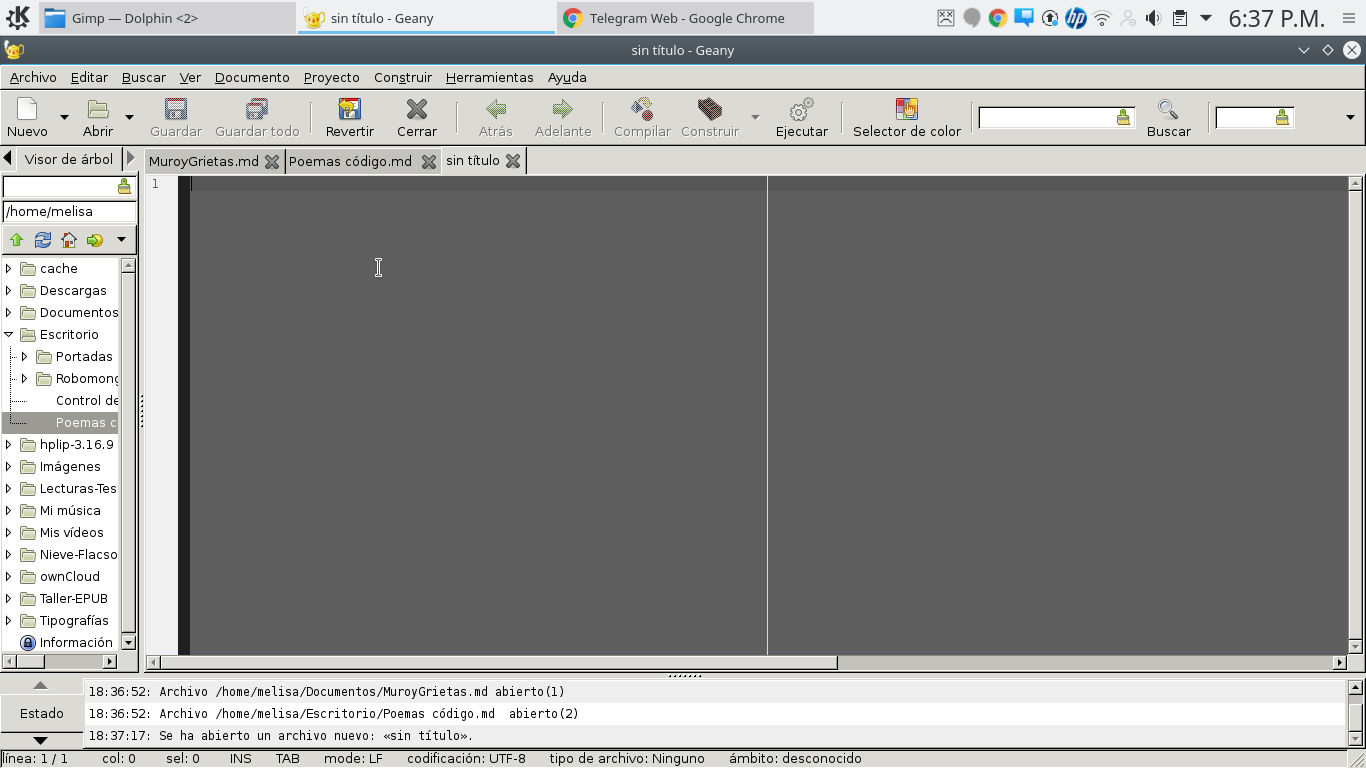 Gimp — Dolphin <2>
sin título - Geany
Telegram Web - Google Chrome
6:37 P.M.
sin título - Geany
Archivo Editar Buscar Ver Documento Proyecto Construir Herramientas Ayuda
Nuevo Abrir Guardar Guardar todo Revertir Cerrar Atrás Adelante Compilar Construir Ejecutar Selector de color Buscar
Visor de árbol
MuroyGrietas.md Poemas código.md sin título
1
/home/melisa
cache
Descargas
Documentos
Escritorio
Portadas
Robomong
Control de
Poemas c
hplip-3.16.9
Imágenes
Lecturas-Tes
Mi música
Mis vídeos
Nieve-Flacso
ownCloud
Taller-EPUB
Tipografías
Información
Estado
18:36:52: Archivo /home/melisa/Documentos/MuroyGrietas.md abierto(1)
18:36:52: Archivo /home/melisa/Escritorio/Poemas código.md abierto(2)
18:37:17: Se ha abierto un archivo nuevo: «sin título».
línea: 1 / 1 col: 0 sel: 0 INS TAB mode: LF codificación: UTF-8 tipo de archivo: Ninguno ámbito: desconocido